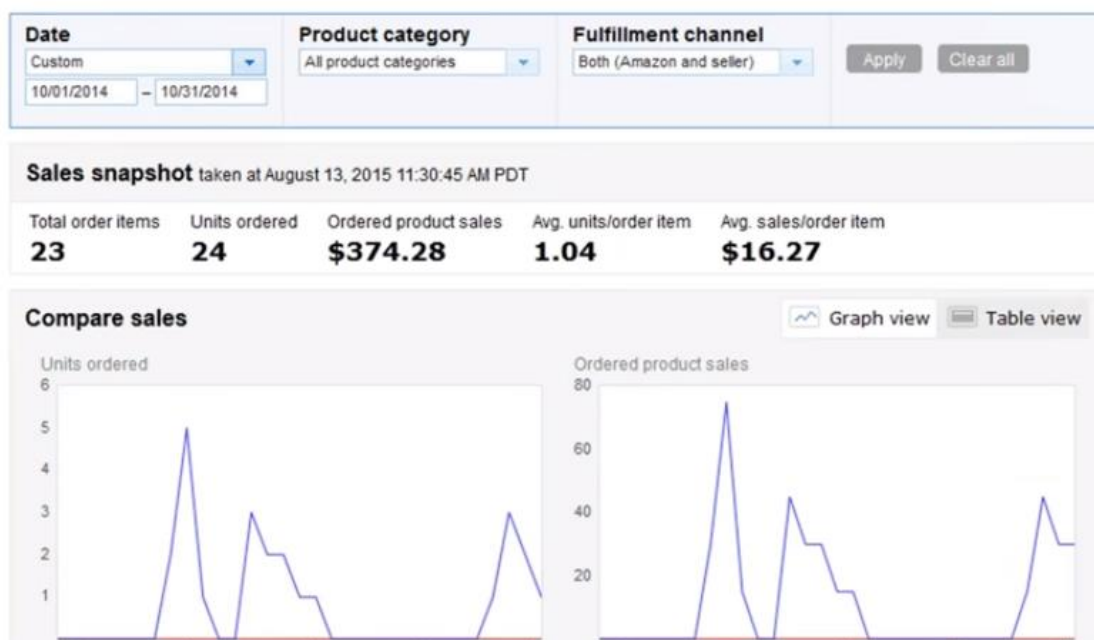 Date
Product category
Fulfillment channel
Custom
All product categories
Both (Amazon and seller)
Apply
Clear all
10/01/2014 – 10/31/2014
Sales snapshot taken at August 13, 2015 11:30:45 AM PDT
Total order items
Units ordered
Ordered product sales
Avg. units/order item
Avg. sales/order item
23
24
$374.28
1.04
$16.27
Compare sales
Graph view
Table view
Units ordered
6
5
4
3
2
1
Ordered product sales
80
60
40
20